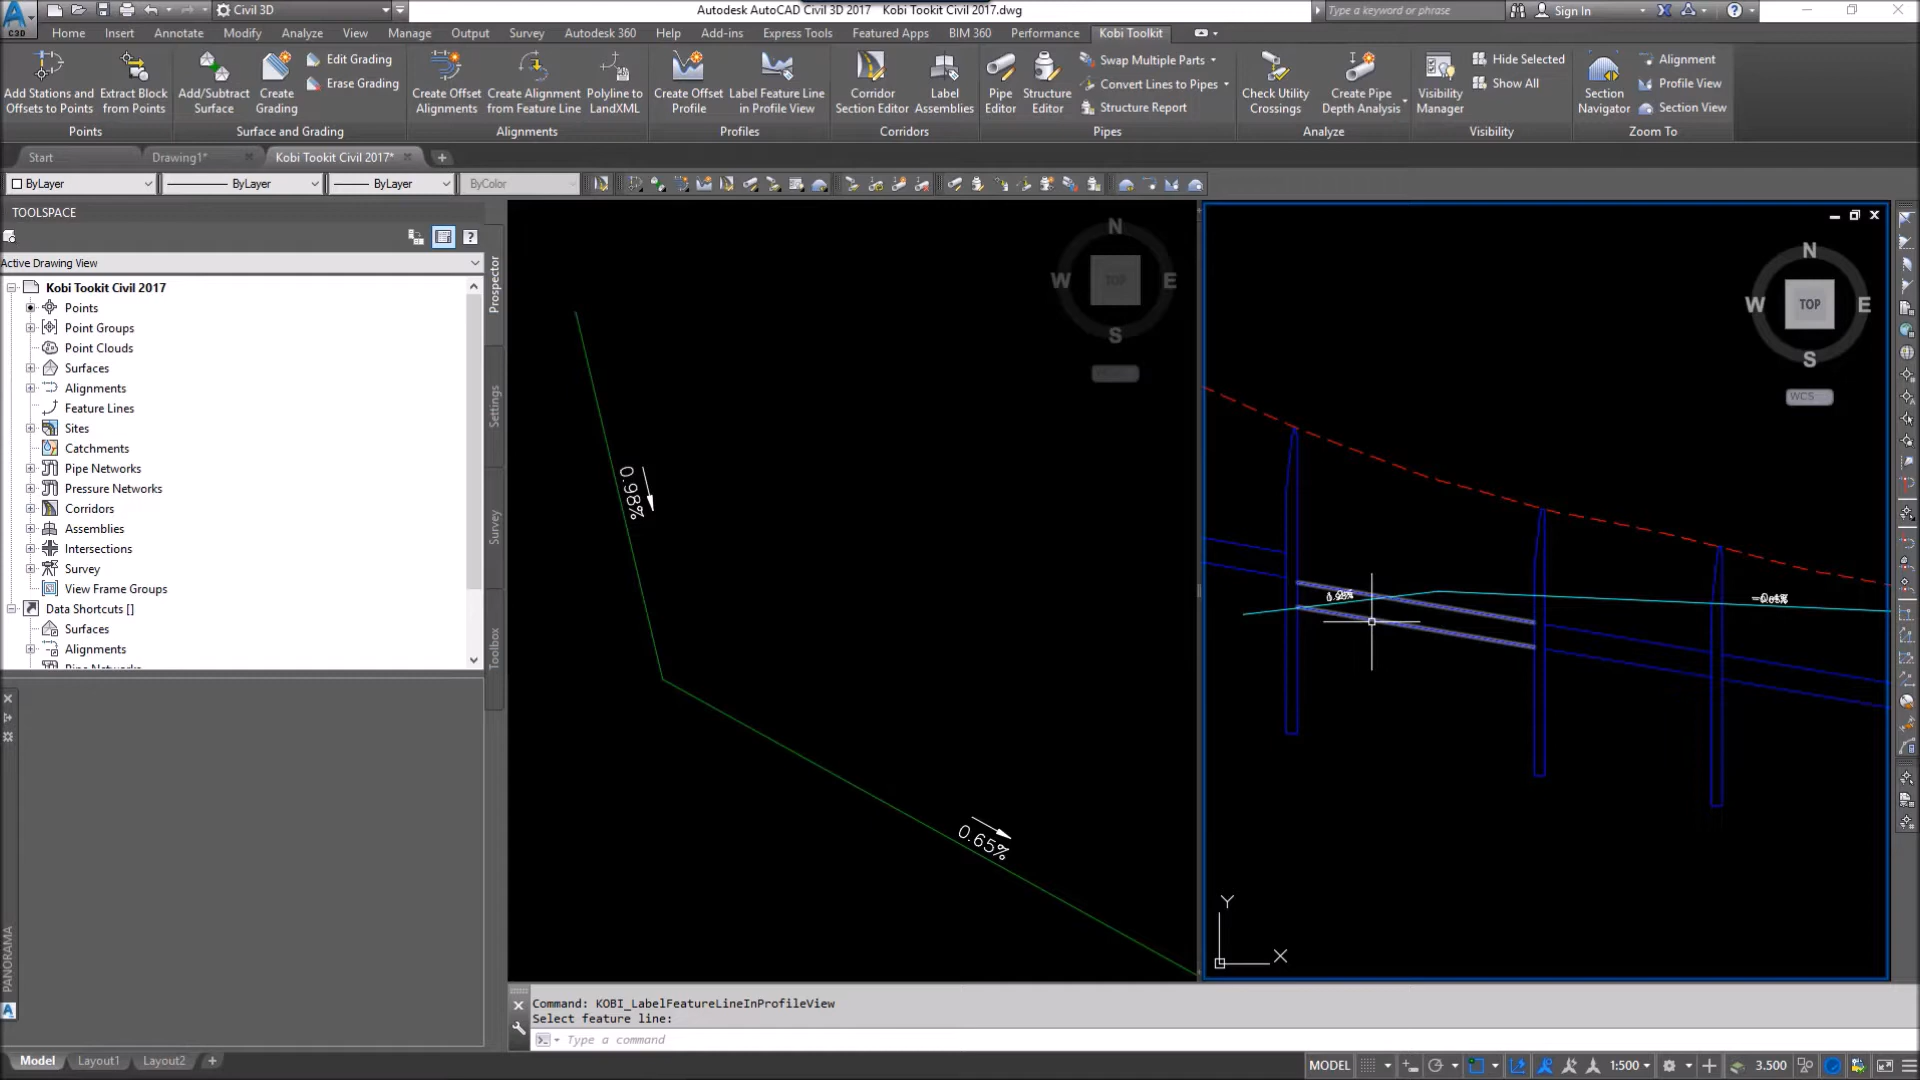 Civil 3D
Autodesk AutoCAD Civil 3D 2017 Kobi Tookit Civil 2017.dwg
Type a keyword or phrase
Sign In
C3D
Home Insert Annotate Modify Analyze View Manage Output Survey Autodesk 360 Help Add-ins Express Tools Featured Apps BIM 360 Performance Kobi Toolkit
Add Stations and
Offsets to Points
Extract Block
from Points
Points
Add/Subtract
Surface
Create
Grading
Edit Grading
Erase Grading
Surface and Grading
Create Offset
Alignments
Create Alignment
from Feature Line
Polyline to
LandXML
Alignments
Create Offset
Profile
Label Feature Line
in Profile View
Profiles
Corridor
Section Editor
Label
Assemblies
Corridors
Pipe
Editor
Structure
Editor
Swap Multiple Parts
Convert Lines to Pipes
Structure Report
Pipes
Check Utility
Crossings
Create Pipe
Depth Analysis
Analyze
Visibility
Manager
Hide Selected
Show All
Visibility
Section
Navigator
Alignment
Profile View
Section View
Zoom To
Start Drawing1* Kobi Tookit Civil 2017*
ByLayer ByLayer ByLayer ByColor
TOOLSPACE
Active Drawing View
Kobi Tookit Civil 2017
Points
Point Groups
Point Clouds
Surfaces
Alignments
Feature Lines
Sites
Catchments
Pipe Networks
Pressure Networks
Corridors
Assemblies
Intersections
Survey
View Frame Groups
Data Shortcuts []
Surfaces
Alignments
Pipe Networks
Prospector
Settings
Survey
Toolbox
PANORAMA
N
W TOP E
S
0.98%
0.65%
N
W TOP E
S
WCS
Y
X
Command: KOBI_LabelFeatureLineInProfileView
Select feature line:
Type a command
Model Layout1 Layout2
MODEL 1:500 3.500